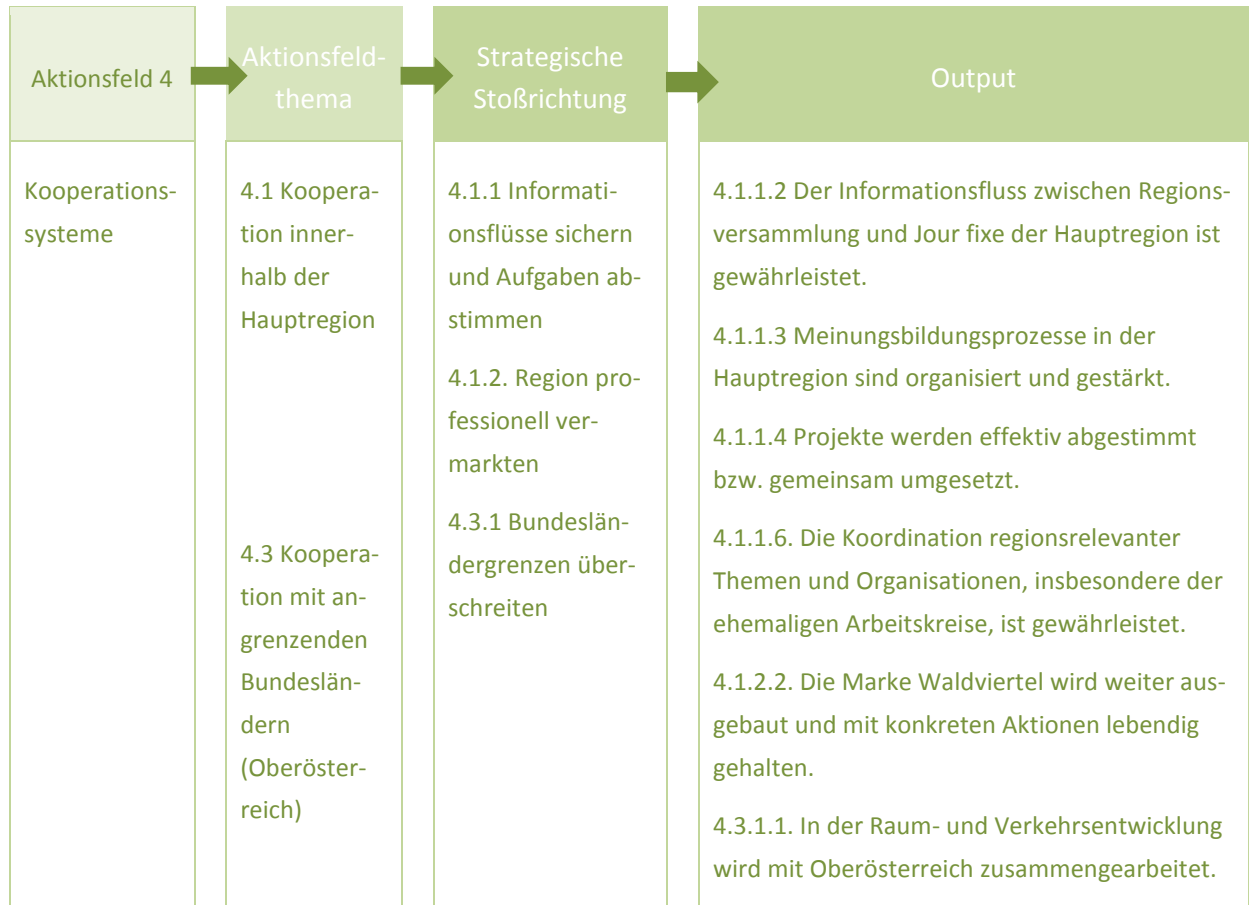 Aktionsfeld 4
Aktionsfeld-
thema
Strategische
Stoßrichtung
Output
Kooperations-
systeme
4.1 Koopera-
tion inner-
halb der
Hauptregion
4.3 Koopera-
tion mit an-
grenzenden
Bundeslän-
dern
(Oberöster-
reich)
4.1.1 Informati-
onsflüsse sichern
und Aufgaben ab-
stimmen
4.1.2. Region pro-
fessionell ver-
markten
4.3.1 Bundeslän-
dergrenzen über-
schreiten
4.1.1.2 Der Informationsfluss zwischen Regions-
versammlung und Jour fixe der Hauptregion ist
gewährleistet.
4.1.1.3 Meinungsbildungsprozesse in der
Hauptregion sind organisiert und gestärkt.
4.1.1.4 Projekte werden effektiv abgestimmt
bzw. gemeinsam umgesetzt.
4.1.1.6. Die Koordination regionsrelevanter
Themen und Organisationen, insbesondere der
ehemaligen Arbeitskreise, ist gewährleistet.
4.1.2.2. Die Marke Waldviertel wird weiter aus-
gebaut und mit konkreten Aktionen lebendig
gehalten.
4.3.1.1. In der Raum- und Verkehrsentwicklung
wird mit Oberösterreich zusammengearbeitet.